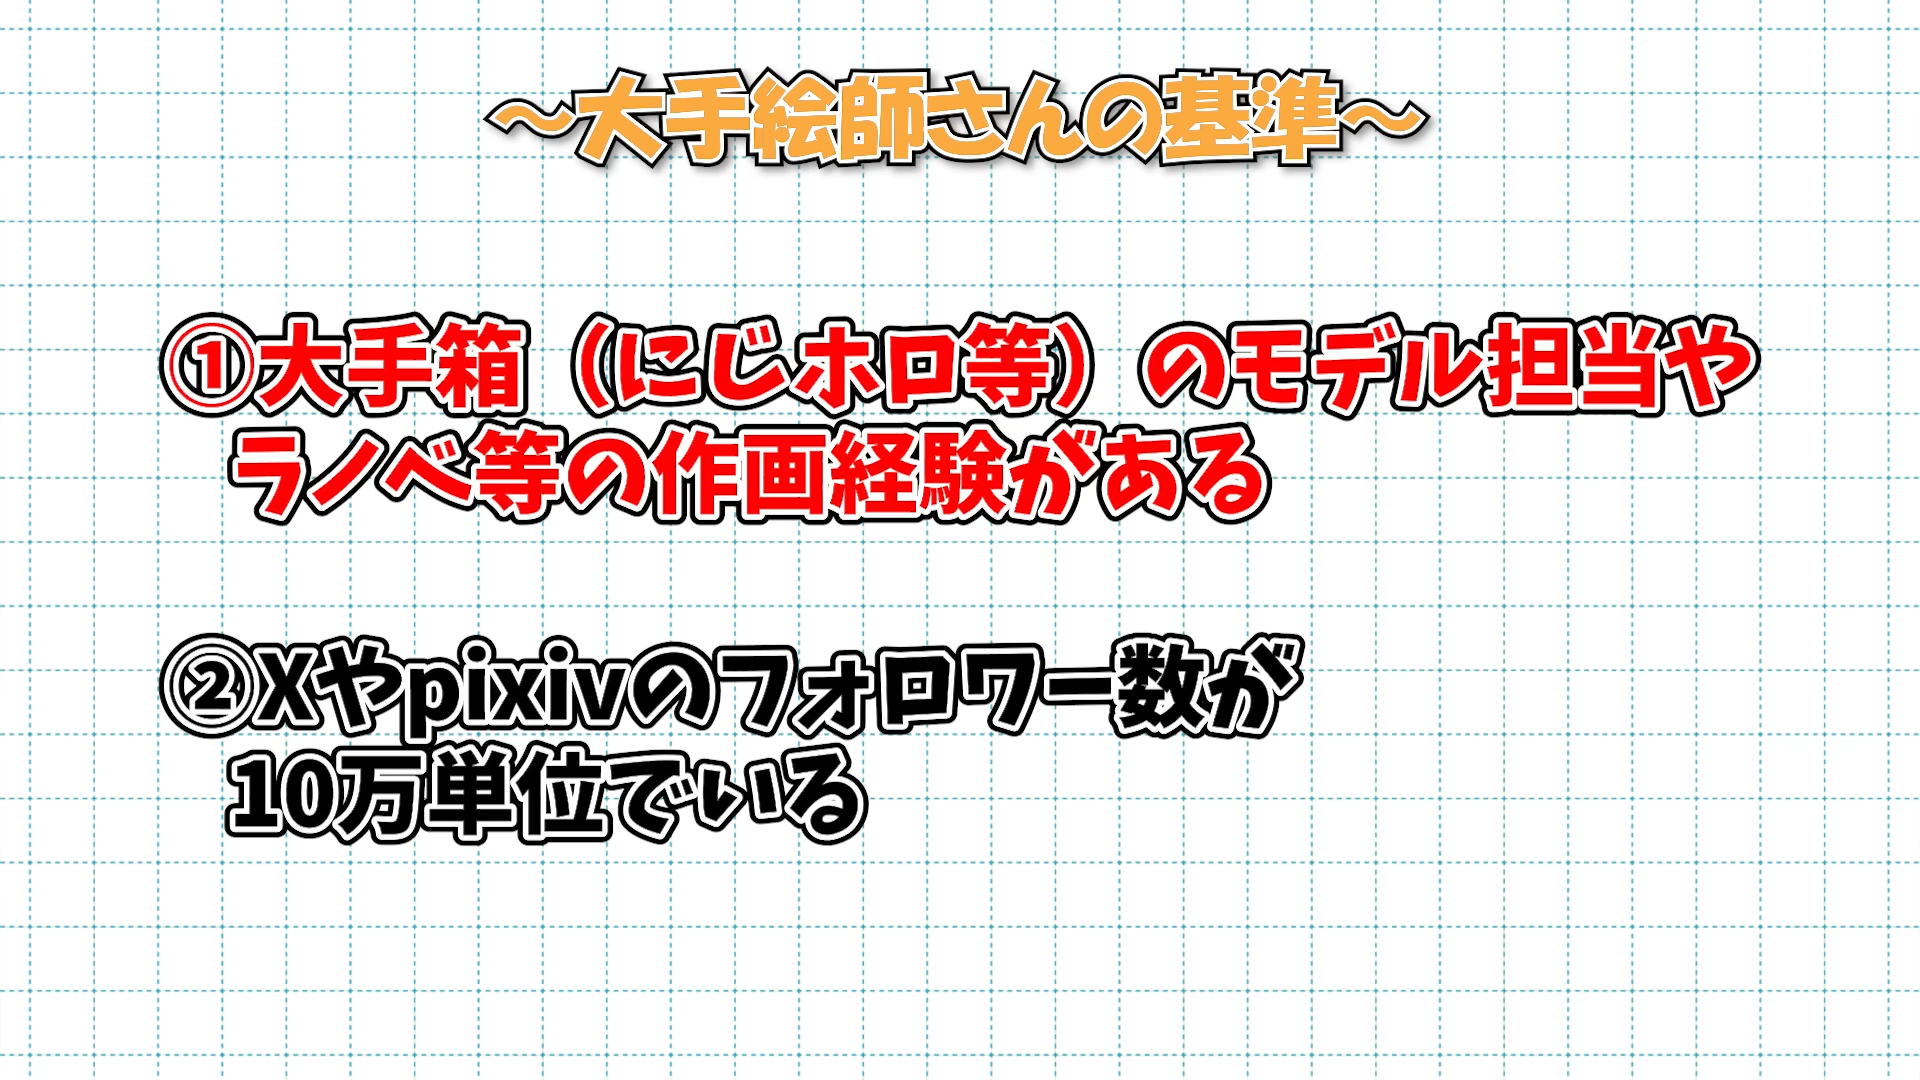 ～大手絵師さんの基準～
①大手箱（にじホロ等）のモデル担当や
ラノベ等の作画経験がある
②Xやpixivのフォロワー数が
10万単位でいる